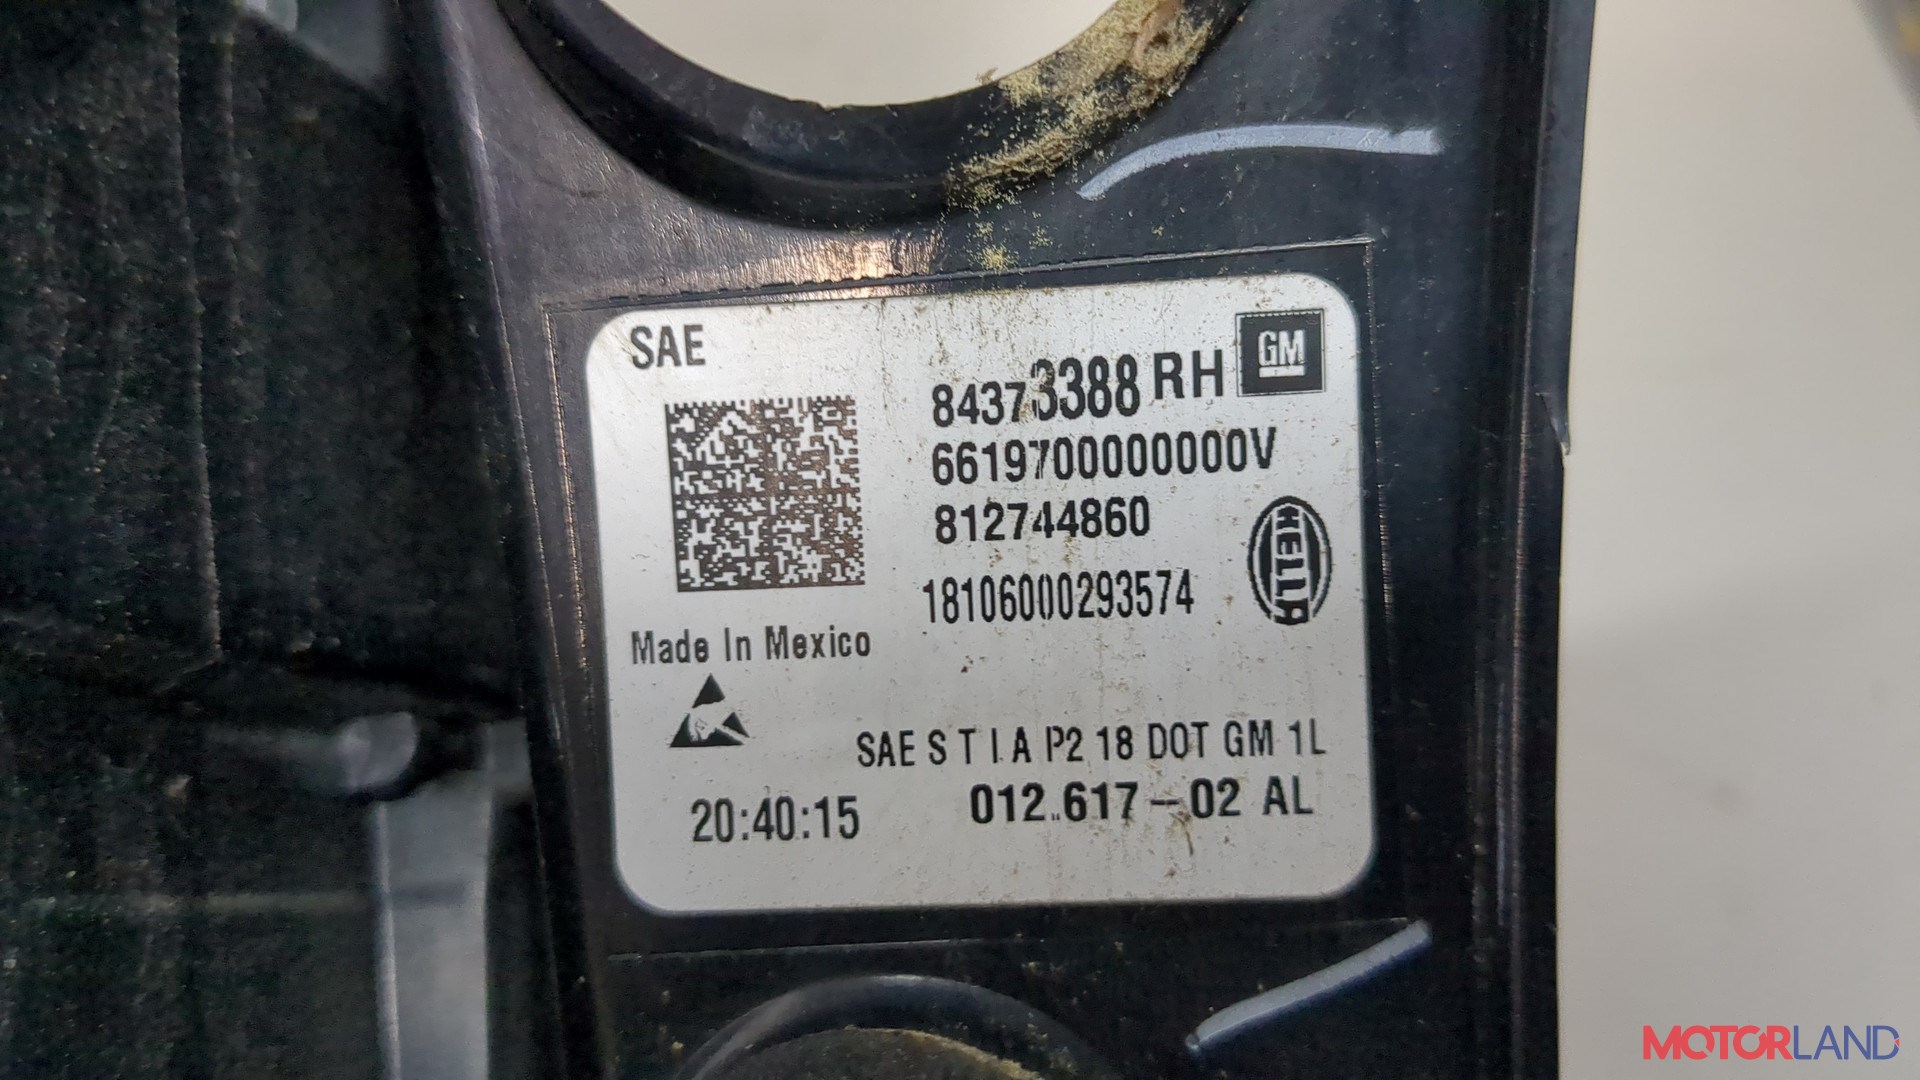 SAE
GM
84373388 RH
6619700000000V
812744860
HELLA
18106000293574
Made In Mexico
SAE S T I A P2 18 DOT GM 1L
20:40:15
012.617-02 AL
MOTORLAND